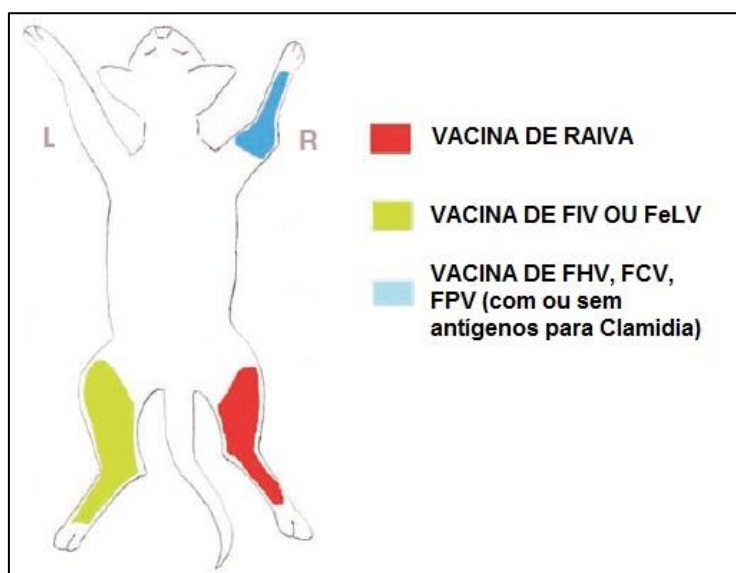 L
R
VACINA DE RAIVA
VACINA DE FIV OU FeLV
VACINA DE FHV, FCV,
FPV (com ou sem
antígenos para Clamidia)